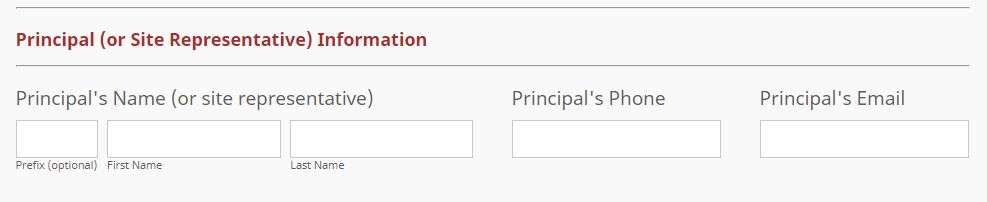 Principal (or Site Representative) Information
Principal's Name (or site representative) Principal's Phone Principal's Email
Prefix (optional) First Name Last Name